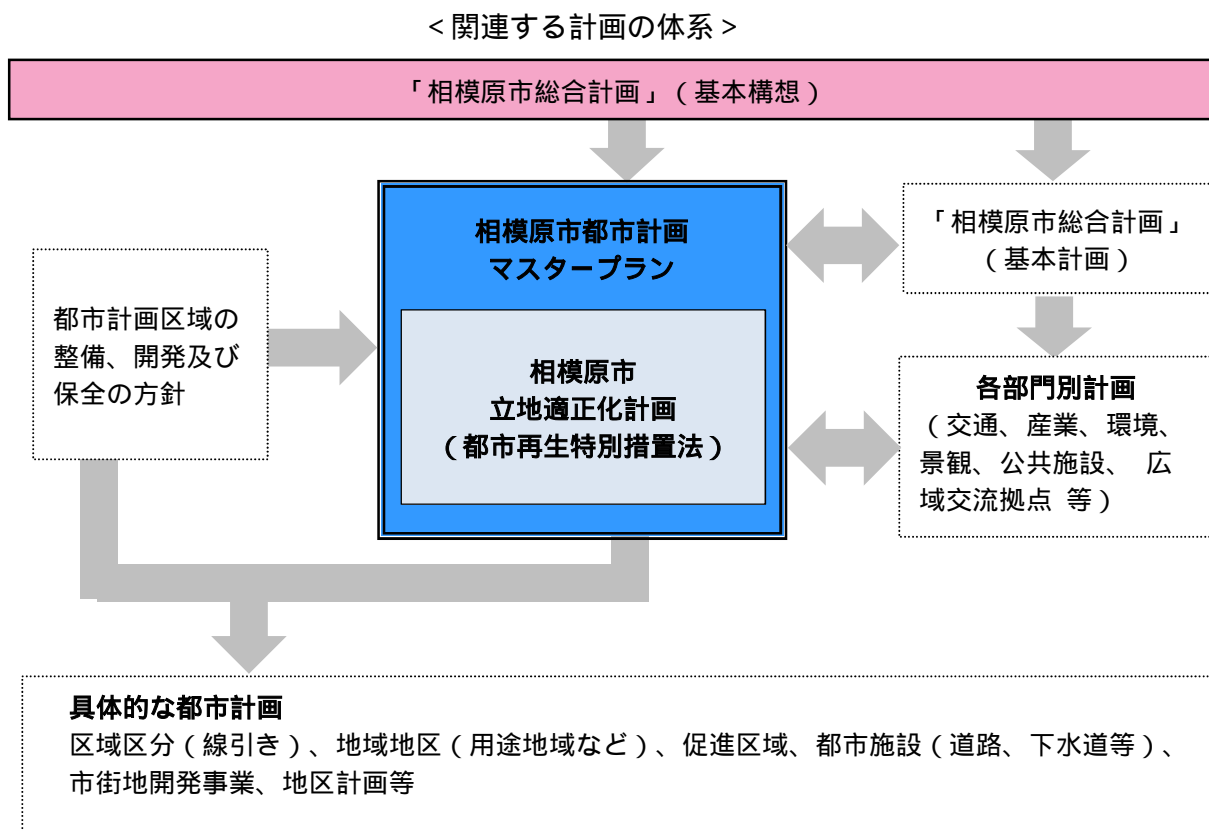 <関連する計画の体系>
「相模原市総合計画」(基本構想)
相模原市都市計画
マスタープラン
「相模原市総合計画」
(基本計画)
都市計画区域の
整備、開発及び
保全の方針
相模原市
立地適正化計画
(都市再生特別措置法)
各部門別計画
(交通、産業、環境、
景観、公共施設、 広
域交流拠点 等)
具体的な都市計画
区域区分(線引き)、地域地区(用途地域など)、促進区域、都市施設(道路、下水道等)、
市街地開発事業、地区計画等